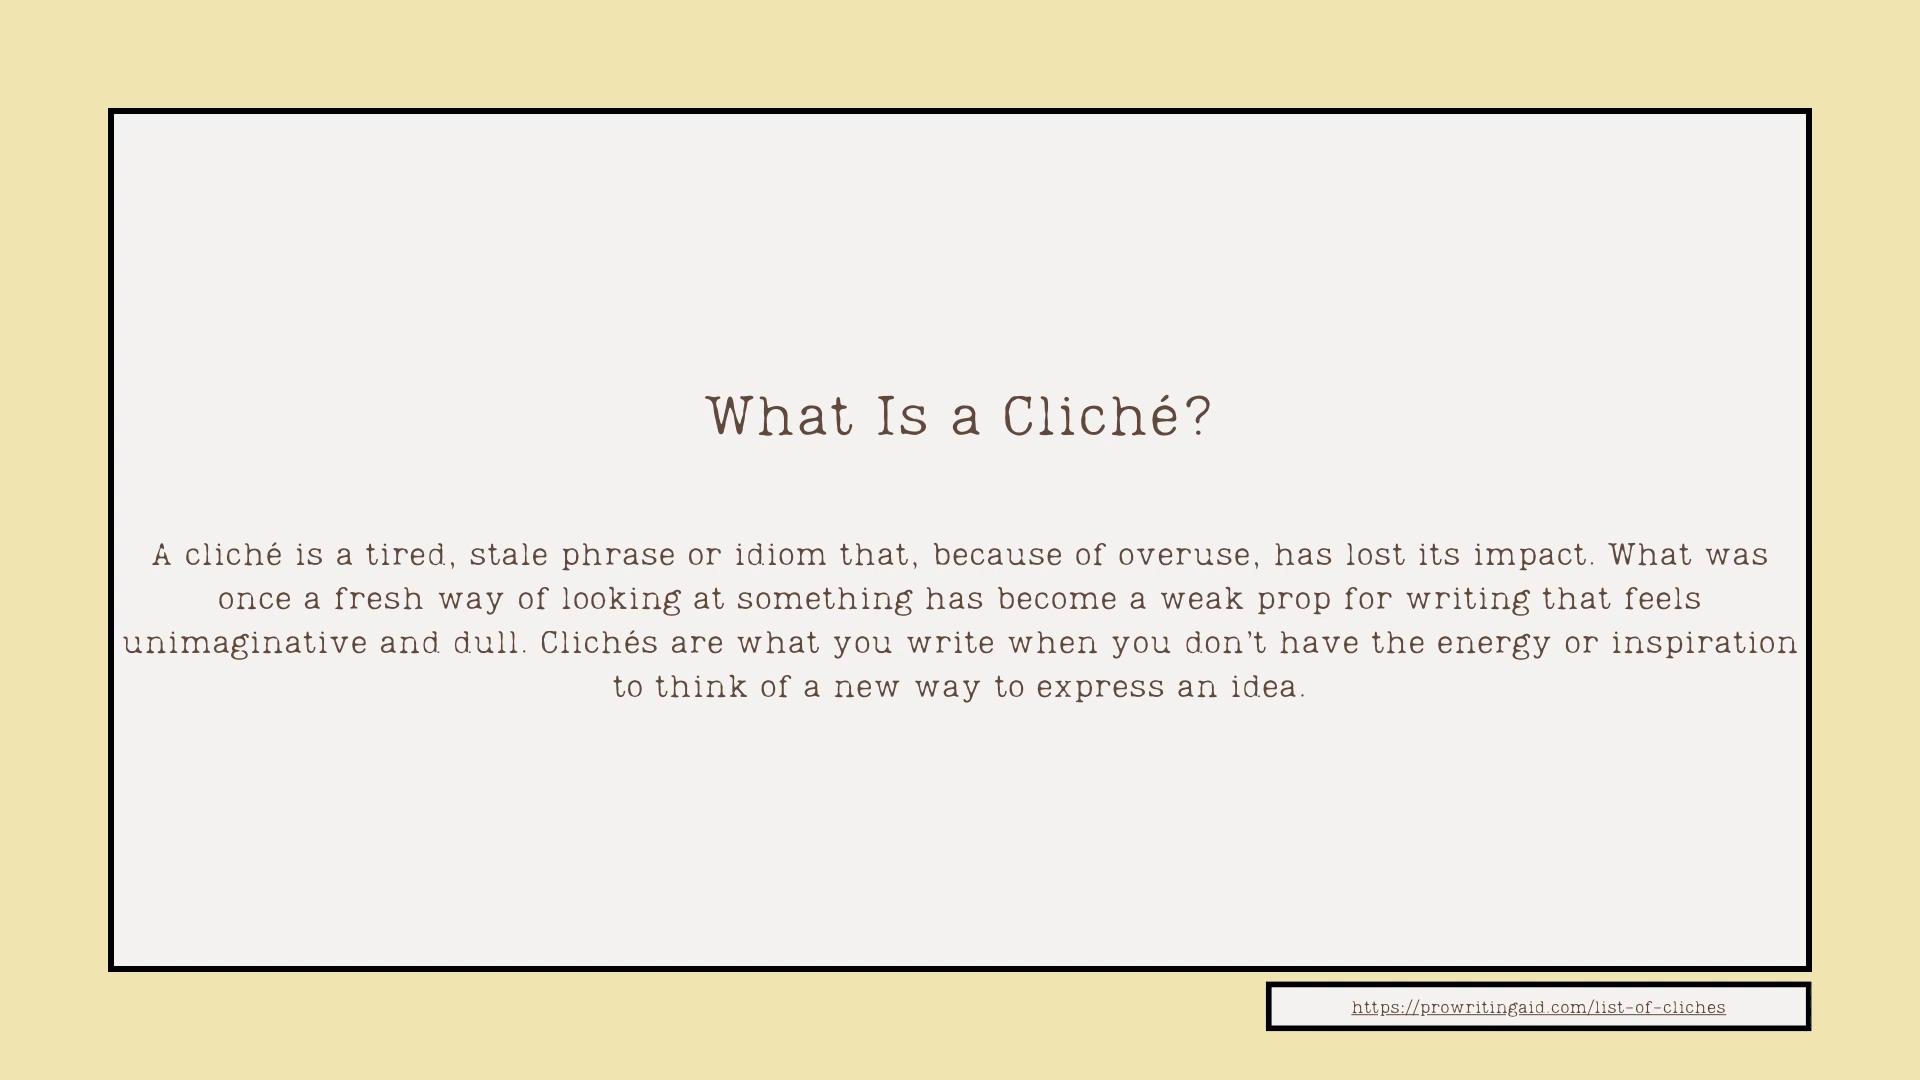 What Is a Cliché?
A cliché is a tired, stale phrase or idiom that, because of overuse, has lost its impact. What was
once a fresh way of looking at something has become a weak prop for writing that feels
unimaginative and dull. Clichés are what you write when you don’t have the energy or inspiration
to think of a new way to express an idea.
https://prowritingaid.com/list-of-cliches